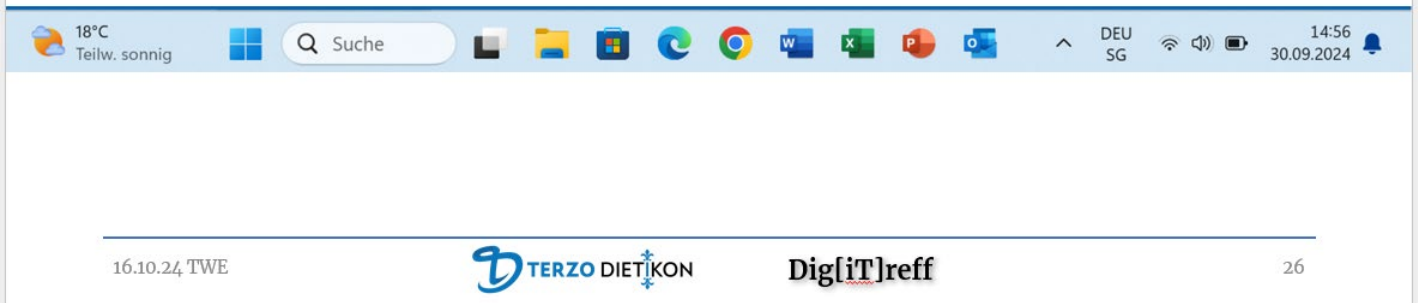 18°C
Teilw. sonnig
Suche
W
X
P
O
DEU
SG
14:56
30.09.2024
16.10.24 TWE
TERZO DIETIKON
Dig[iT]reff
26